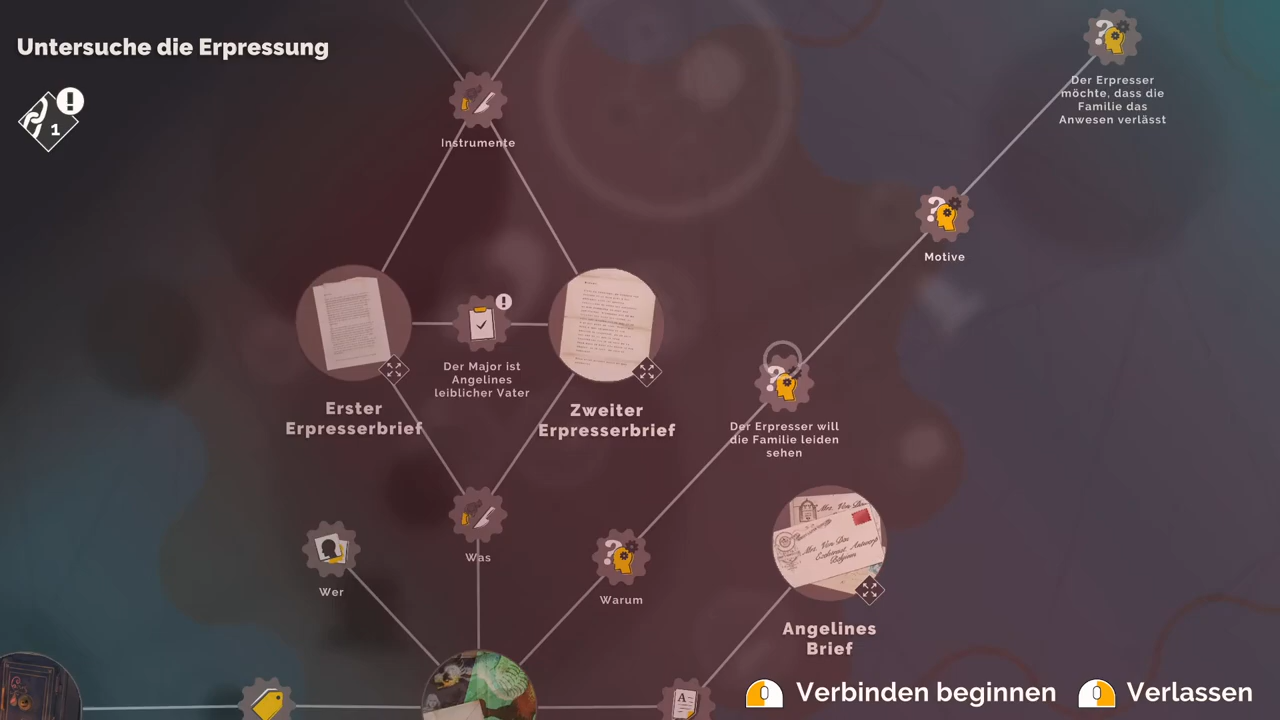 Untersuche die Erpressung
1
Der Erpresser
möchte, dass die
Familie das
Anwesen verlässt
Instrumente
Motive
Der Major ist
Angelines
leiblicher Vater
Erster
Erpresserbrief
Zweiter
Erpresserbrief
Der Erpresser will
die Familie leiden
sehen
Was
Wer
Warum
Angelines
Brief
Verbinden beginnen
Verlassen